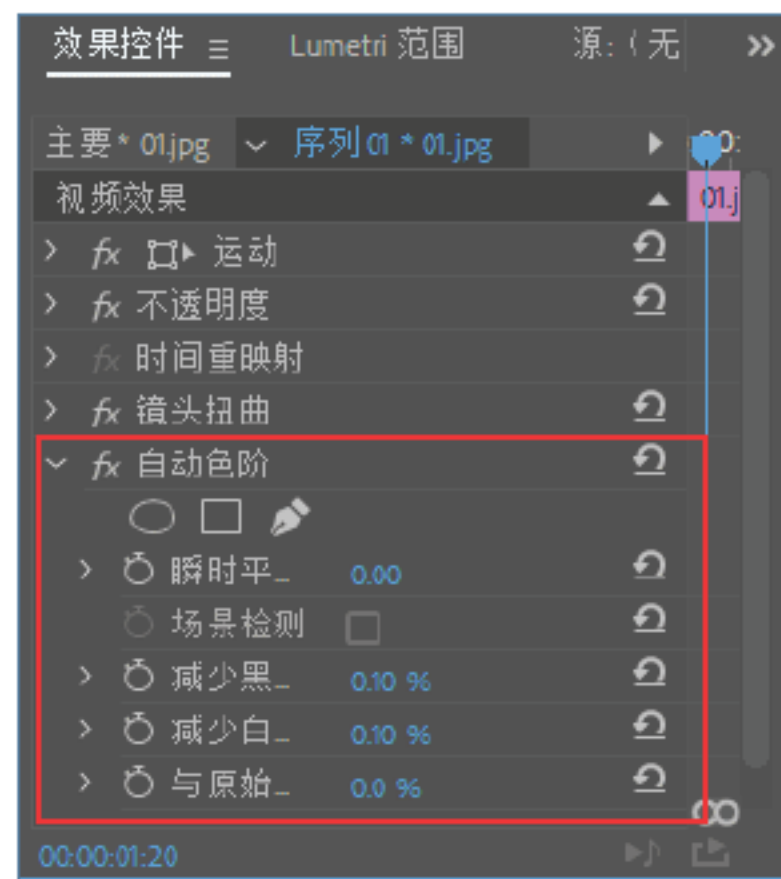 效果控件 Lumetri 范围 源:（无
主要* 01.jpg 序列 01 * 01.jpg 00:
视频效果 01.j
fx 运动
fx 不透明度
fx 时间重映射
fx 镜头扭曲
fx 自动色阶
瞬时平... 0.00
场景检测
减少黑... 0.10 %
减少白... 0.10 %
与原始... 0.0 %
00:00:01:20